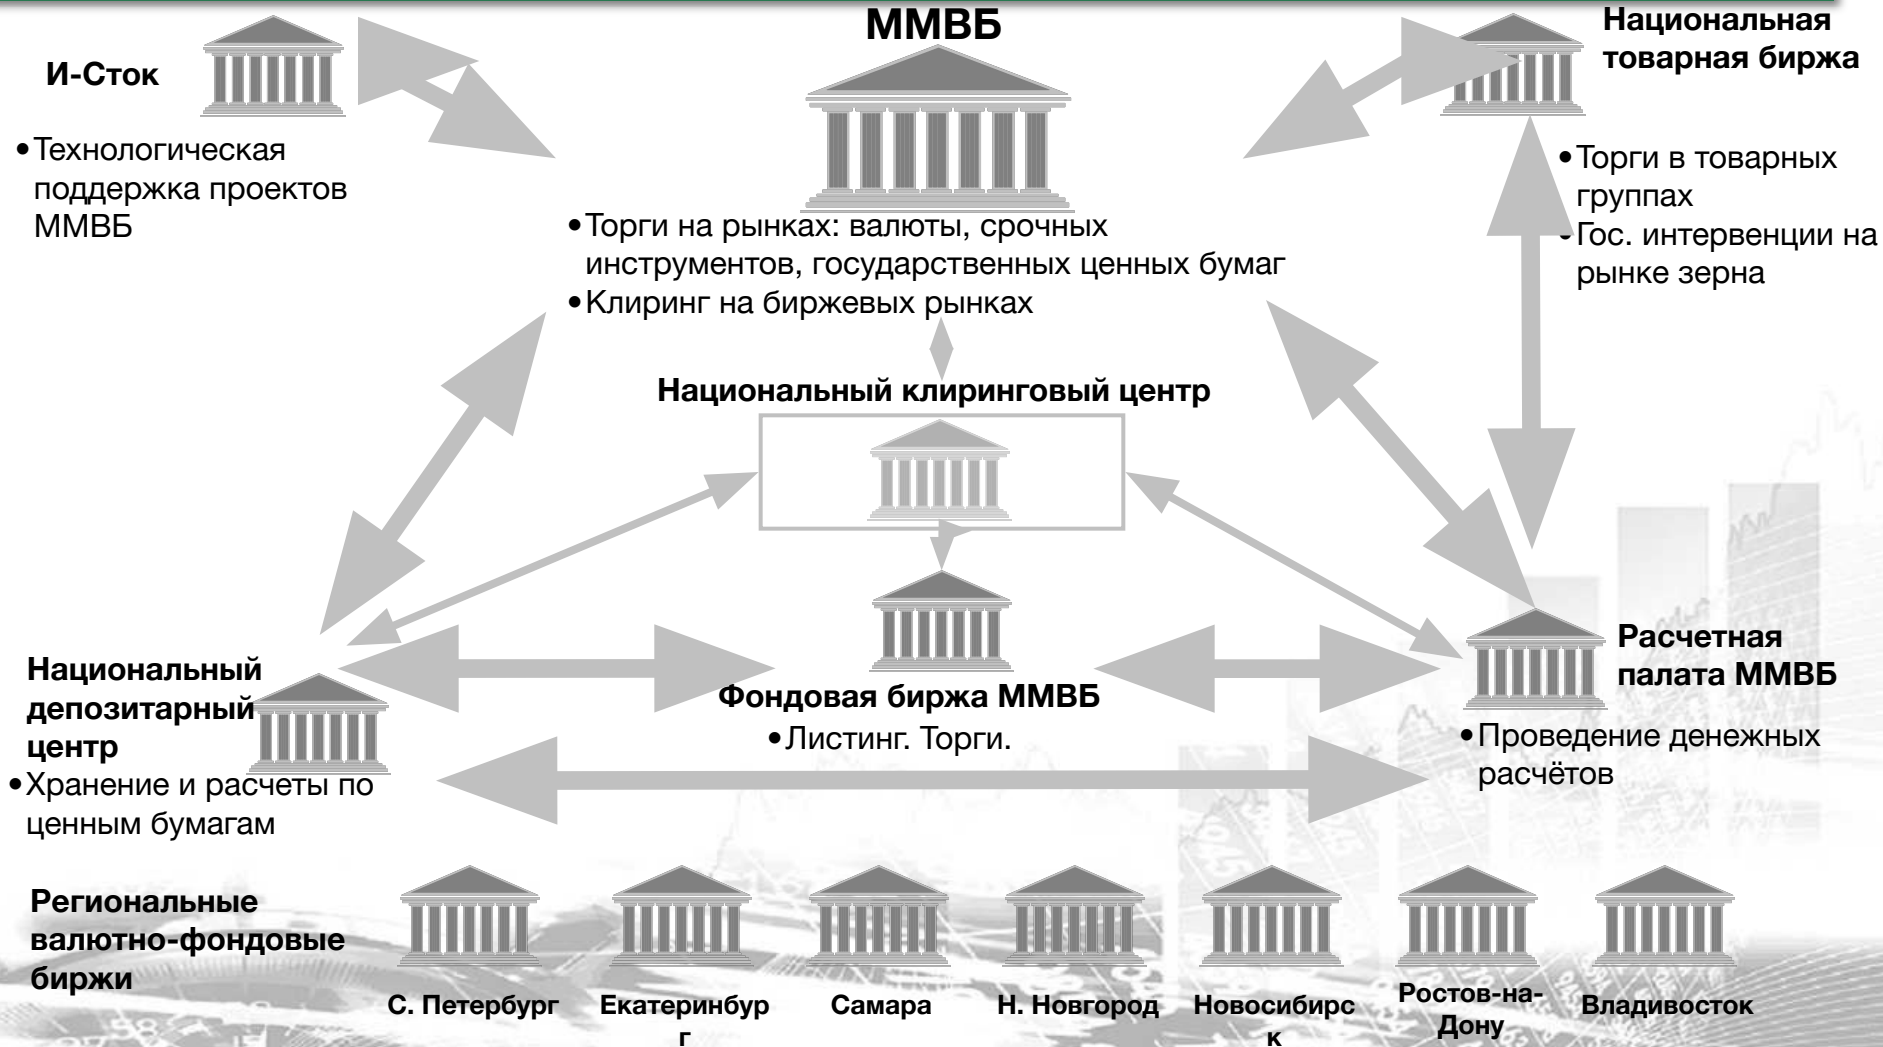 ММВБ
И-Сток
• Технологическая
поддержка проектов
ММВБ
Национальная
товарная биржа
• Торги в товарных
группах
• Гос. интервенции на
рынке зерна
• Торги на рынках: валюты, срочных
инструментов, государственных ценных бумаг
• Клиринг на биржевых рынках
Национальный клиринговый центр
Национальный
депозитарный
центр
• Хранение и расчеты по
ценным бумагам
Фондовая биржа ММВБ
• Листинг. Торги.
Расчетная
палата ММВБ
• Проведение денежных
расчётов
Региональные
валютно-фондовые
биржи
С. Петербург
Екатеринбур
г
Самара
Н. Новгород
Новосибирс
к
Ростов-на-
Дону
Владивосток